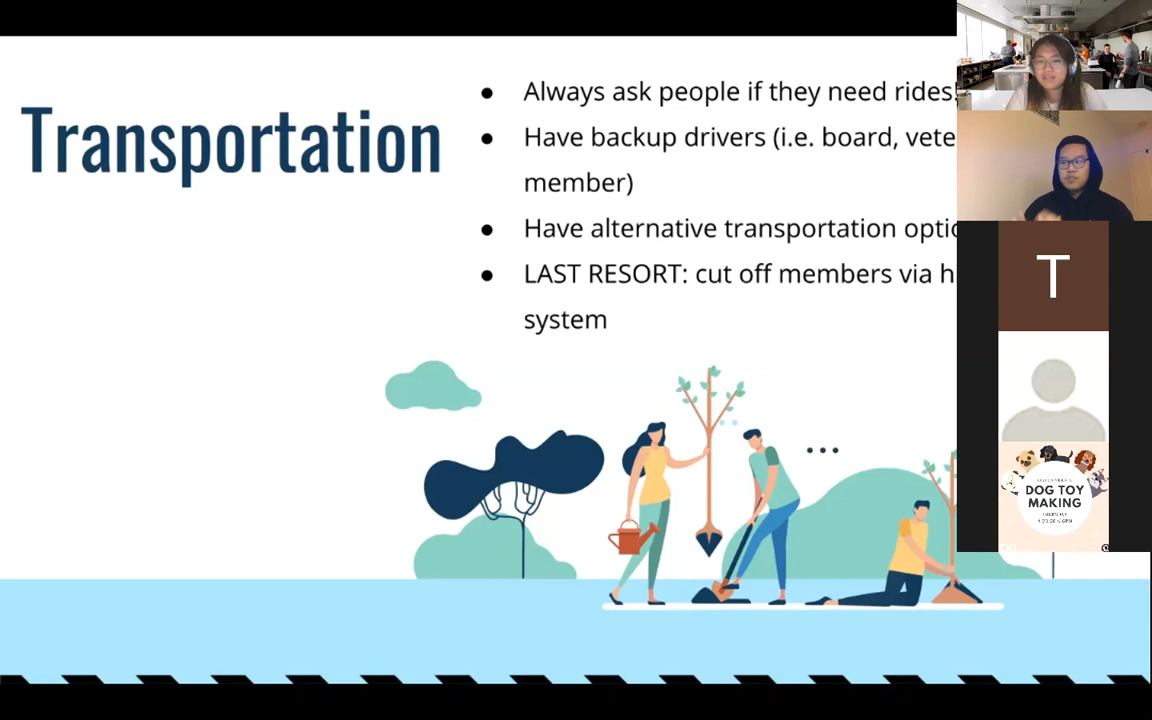 Transportation
● Always ask people if they need rides,
● Have backup drivers (i.e. board,
member)
● Have alternative transportation
● LAST RESORT: cut off members via
system
T
DOG TOY
MAKING